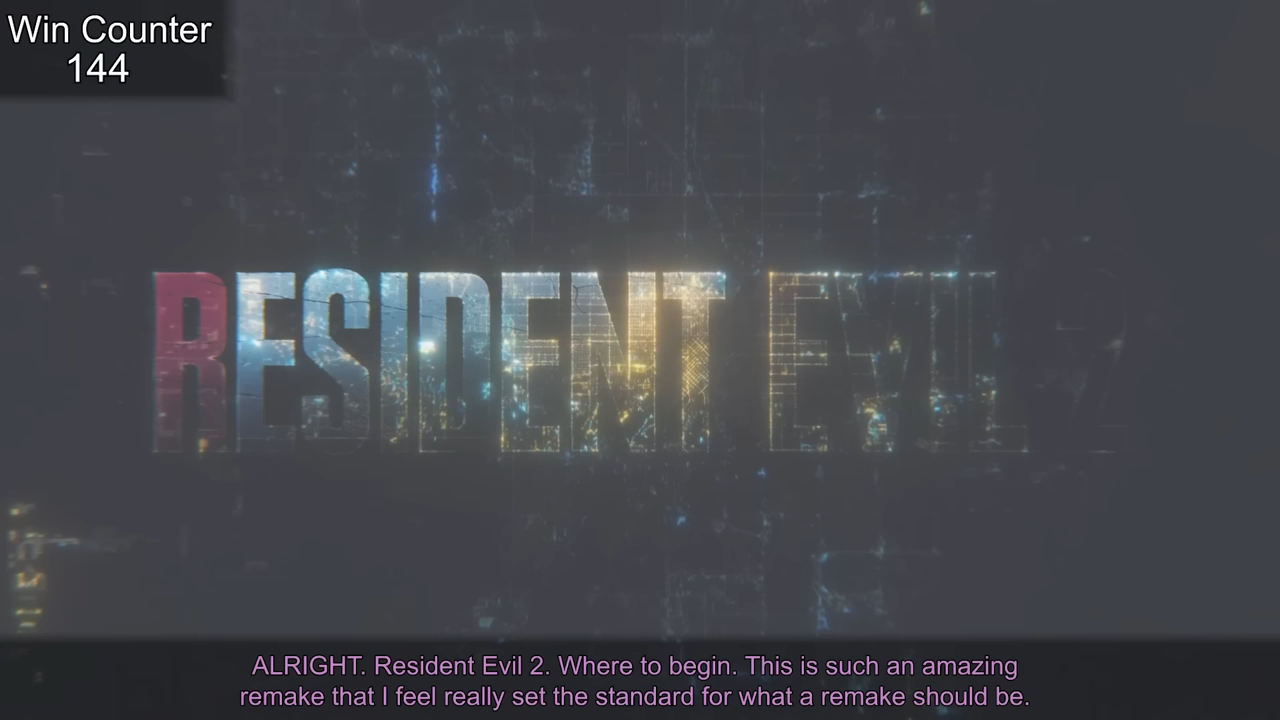 Win Counter
144
RESIDENT EVIL 2
ALRIGHT. Resident Evil 2. Where to begin. This is such an amazing
remake that I feel really set the standard for what a remake should be.